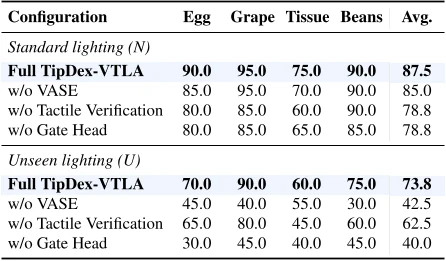 Configuration Egg Grape Tissue Beans Avg.
Standard lighting (N)
Full TipDex-VTLA 90.0 95.0 75.0 90.0 87.5
w/o VASE 85.0 95.0 70.0 90.0 85.0
w/o Tactile Verification 80.0 85.0 60.0 90.0 78.8
w/o Gate Head 80.0 85.0 65.0 85.0 78.8
Unseen lighting (U)
Full TipDex-VTLA 70.0 90.0 60.0 75.0 73.8
w/o VASE 45.0 40.0 55.0 30.0 42.5
w/o Tactile Verification 65.0 80.0 45.0 60.0 62.5
w/o Gate Head 30.0 45.0 40.0 45.0 40.0